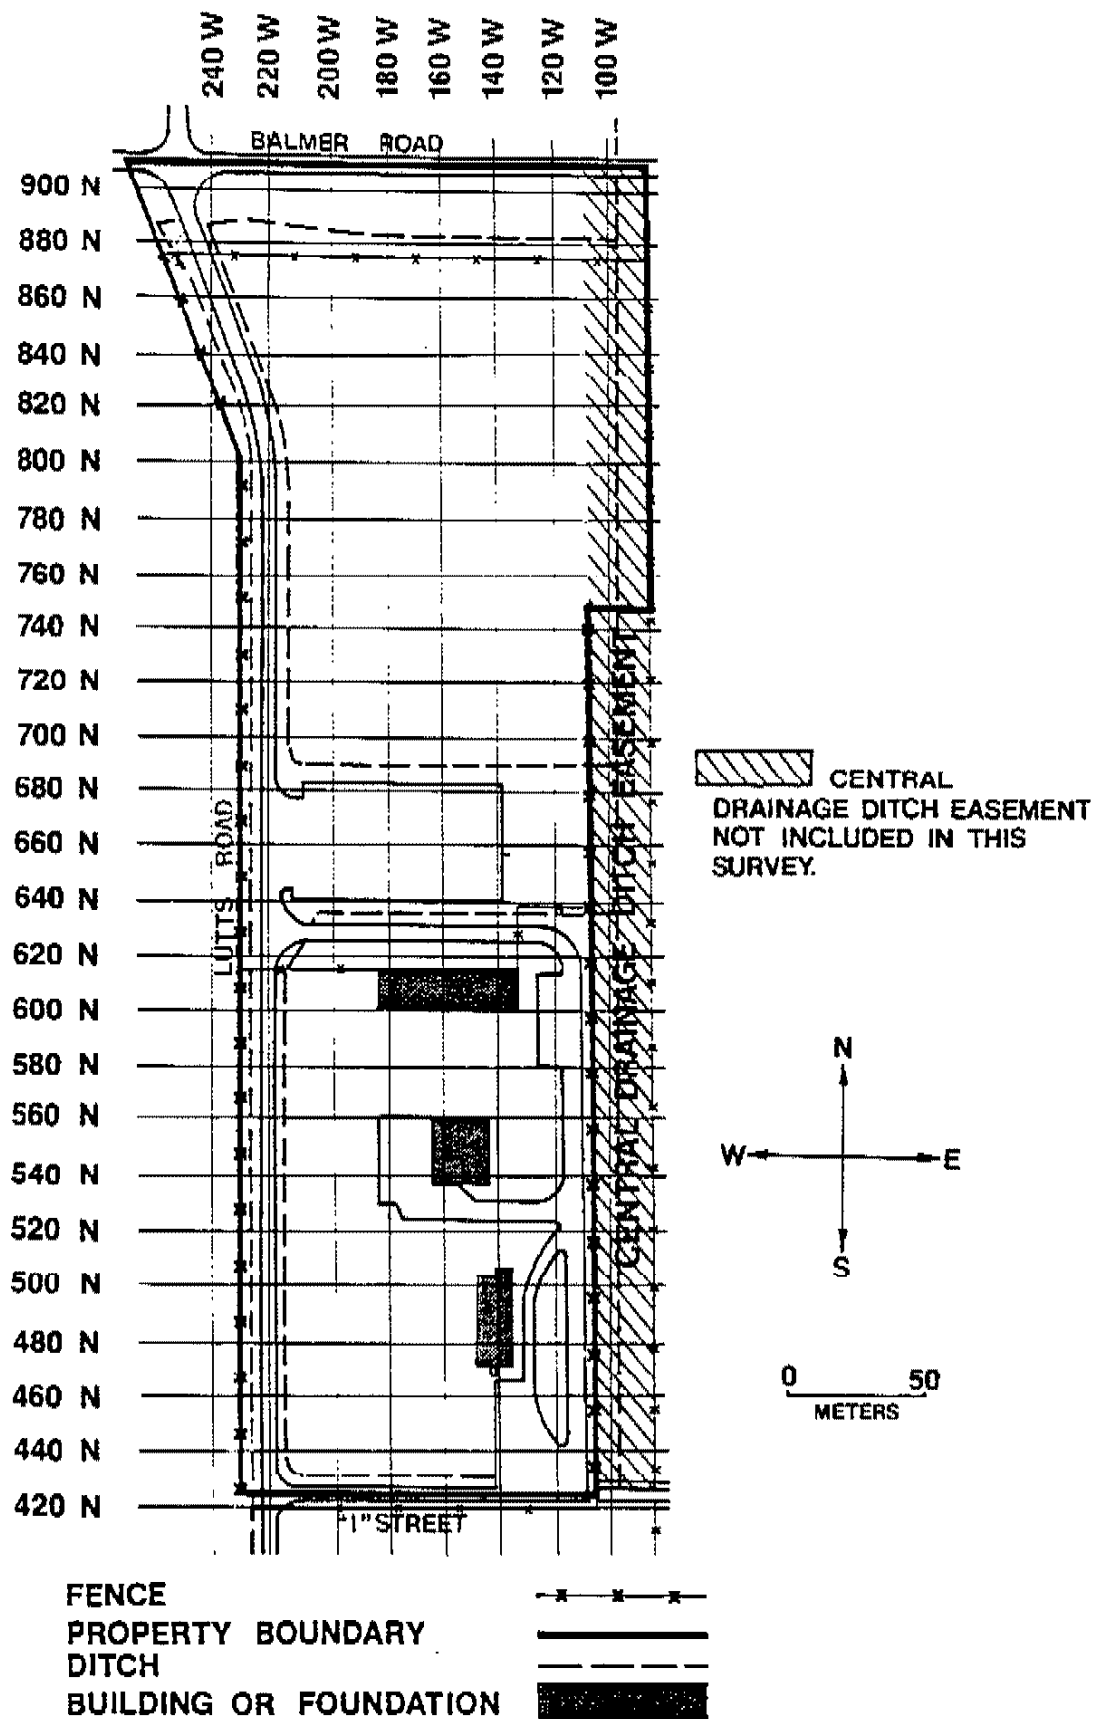 240 W
220 W
200 W
180 W
160 W
140 W
120 W
100 W
BALMER ROAD
900 N
880 N
860 N
840 N
820 N
800 N
780 N
760 N
740 N
720 N
700 N
680 N
660 N
640 N
620 N
600 N
580 N
560 N
540 N
520 N
500 N
480 N
460 N
440 N
420 N
LUTTS ROAD
CENTRAL DRAINAGE DITCH EASEMENT
CENTRAL
DRAINAGE DITCH EASEMENT
NOT INCLUDED IN THIS
SURVEY.
N
W E
S
0 50
METERS
"I" STREET
FENCE
PROPERTY BOUNDARY
DITCH
BUILDING OR FOUNDATION